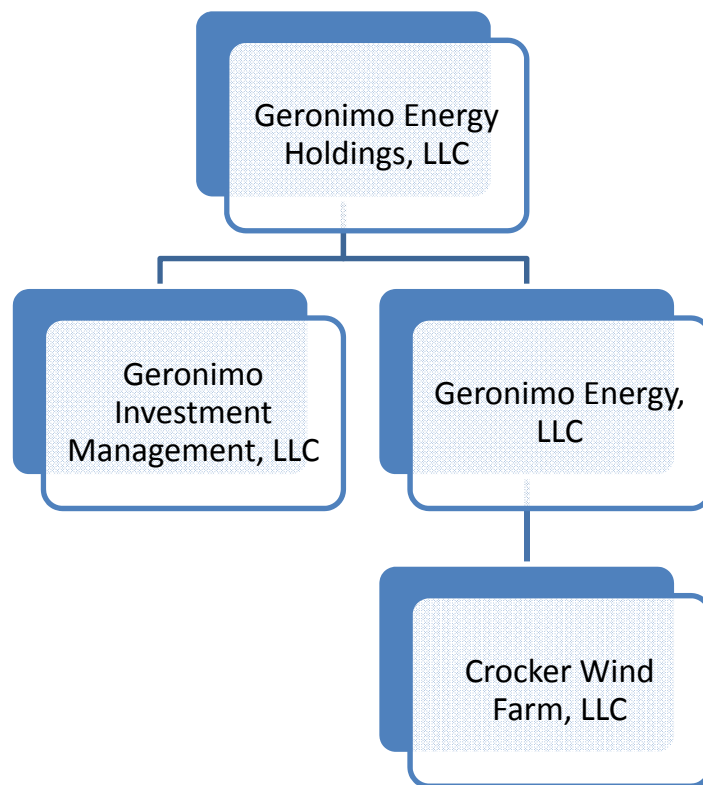 Geronimo Energy
Holdings, LLC
Geronimo
Investment
Management, LLC
Geronimo Energy,
LLC
Crocker Wind
Farm, LLC